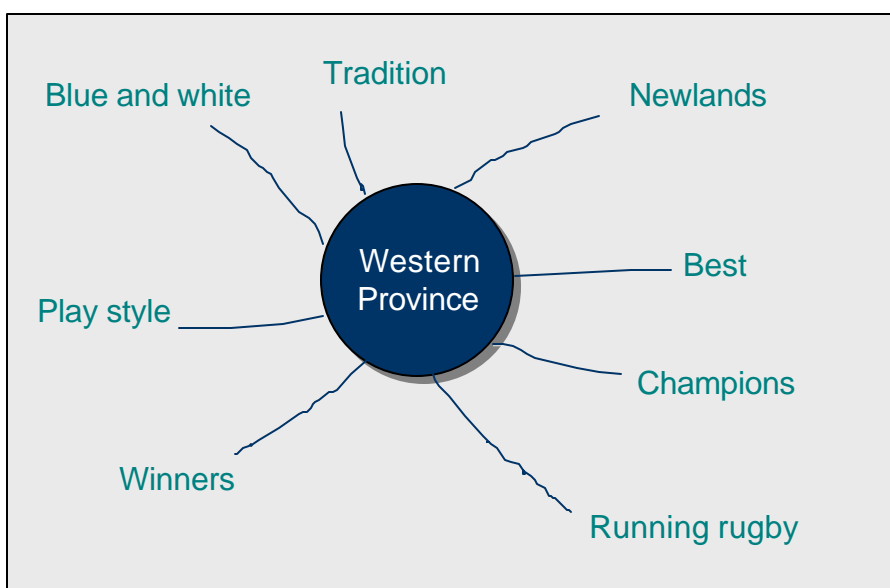 Tradition
Blue and white
Newlands
Western
Province
Best
Play style
Champions
Winners
Running rugby